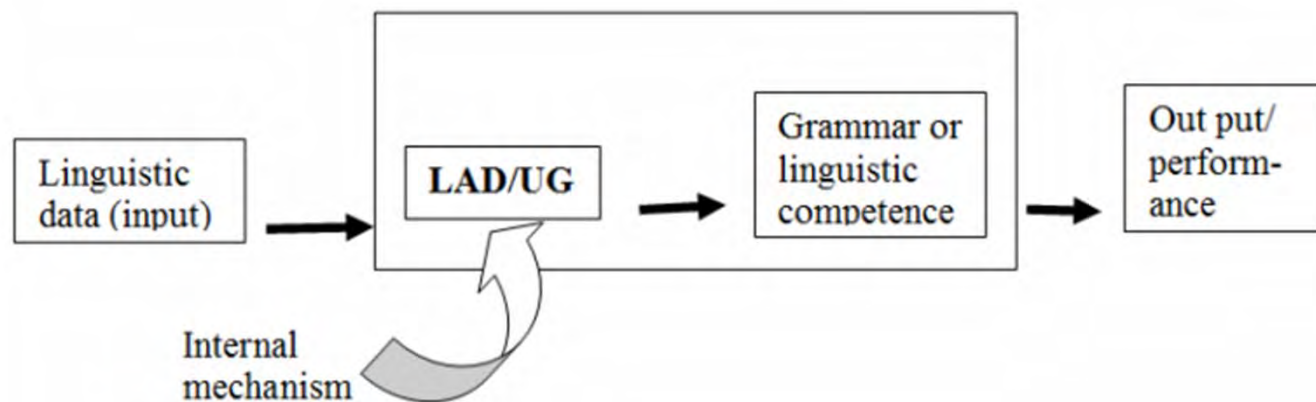 Linguistic
data (input)
LAD/UG
Grammar or
linguistic
competence
Out put/
perform-
ance
Internal
mechanism